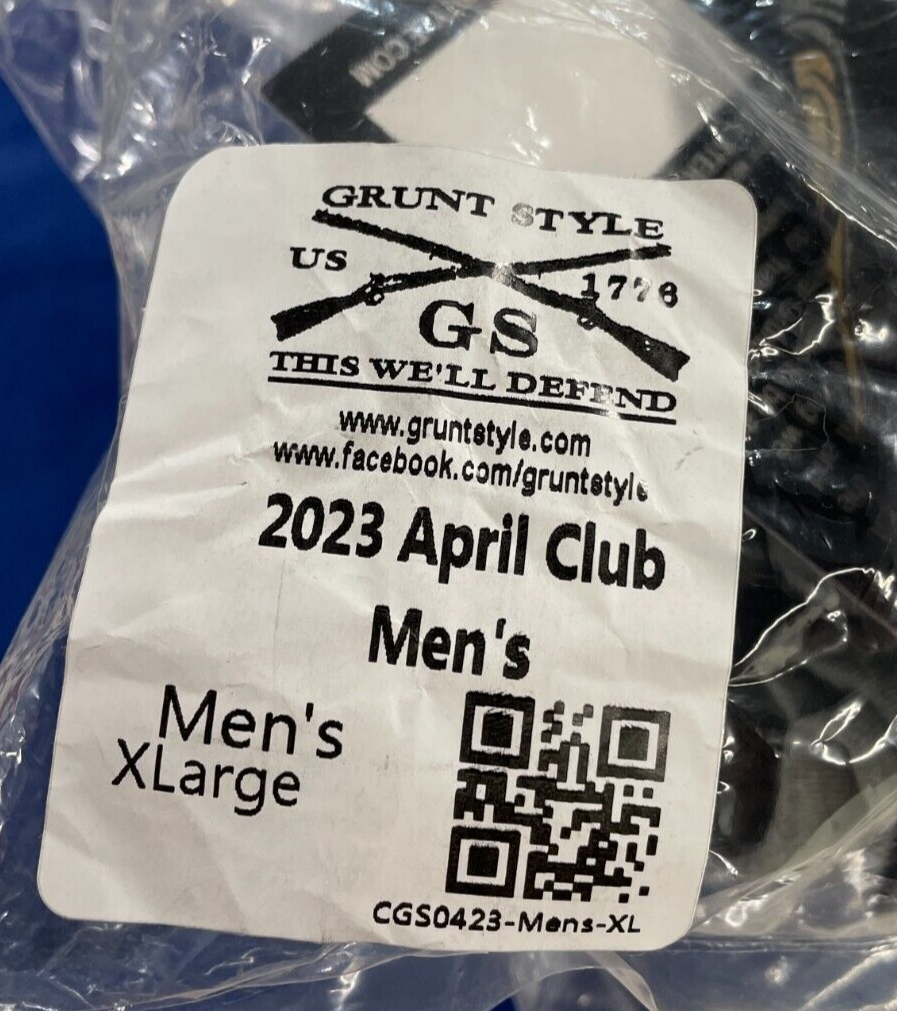 GRUNT STYLE
US 1776
GS
THIS WE'LL DEFEND
www.gruntstyle.com
www.facebook.com/gruntstyle
2023 April Club
Men's
Men's
XLarge
CGS0423-Mens-XL